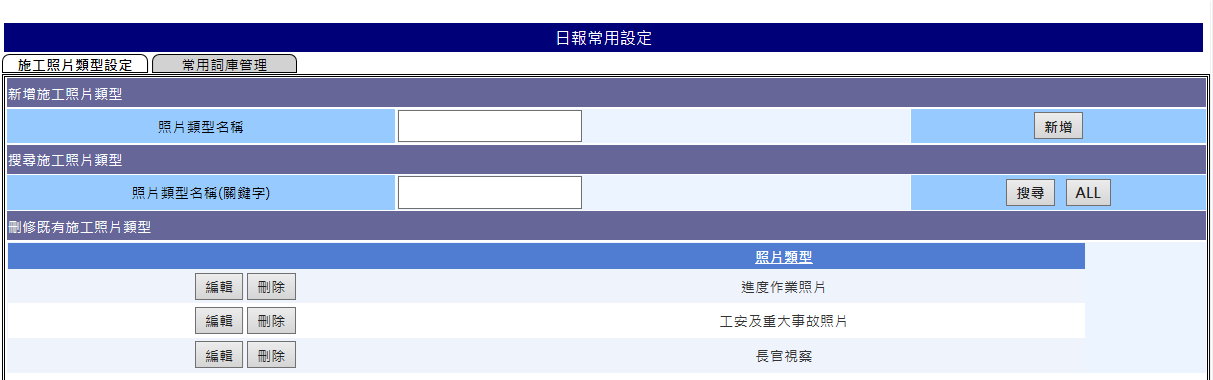 日報常用設定
施工照片類型設定 常用詞庫管理
新增施工照片類型
照片類型名稱 新增
搜尋施工照片類型
照片類型名稱(關鍵字) 搜尋 ALL
刪修既有施工照片類型
照片類型
編輯 刪除 進度作業照片
編輯 刪除 工安及重大事故照片
編輯 刪除 長官視察